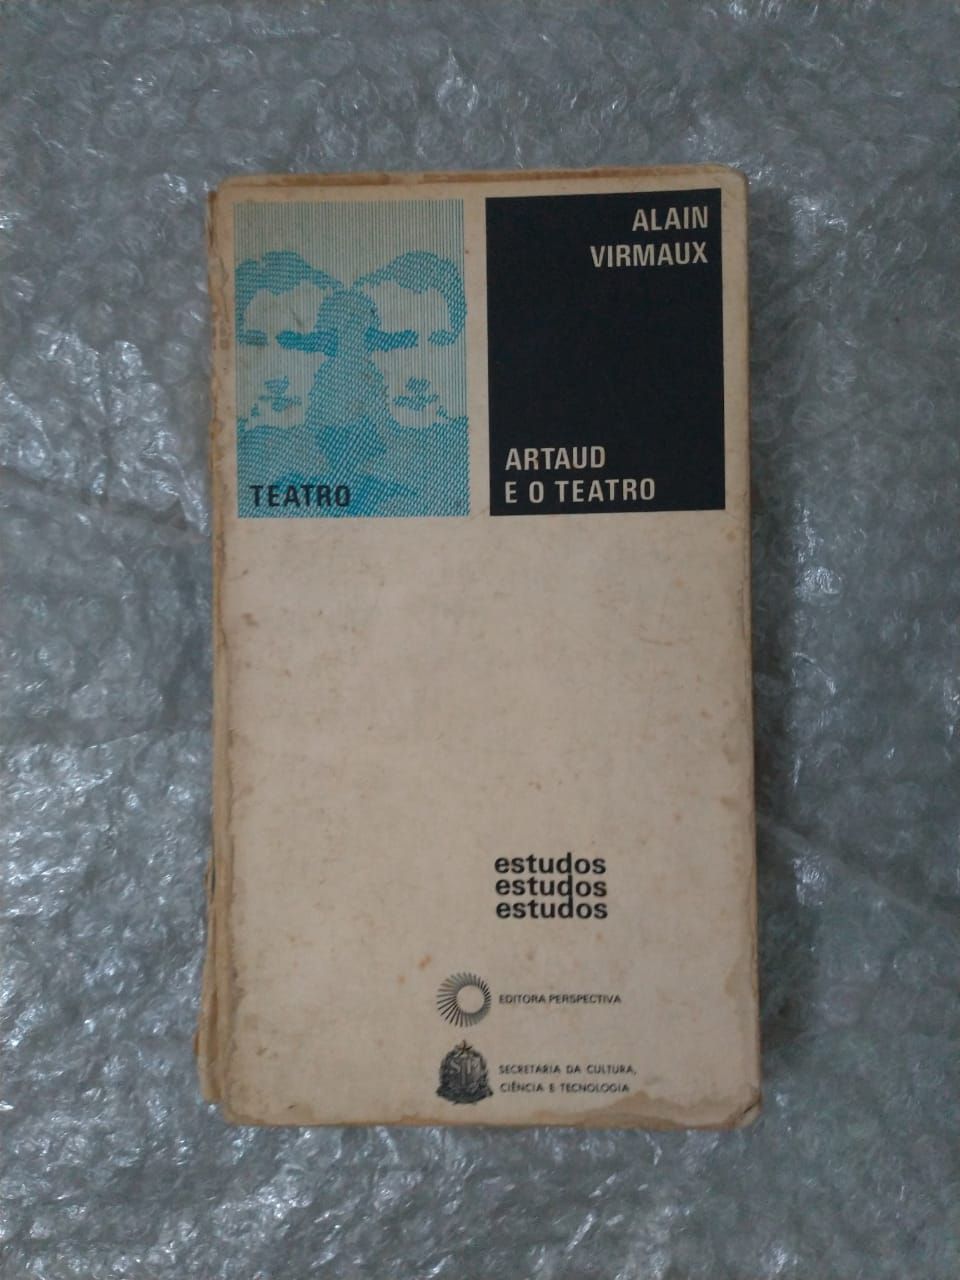 ALAIN
VIRMAUX
ARTAUD
E O TEATRO
TEATRO
estudos
estudos
estudos
EDITORA PERSPECTIVA
SECRETARIA DA CULTURA,
CIÊNCIA E TECNOLOGIA